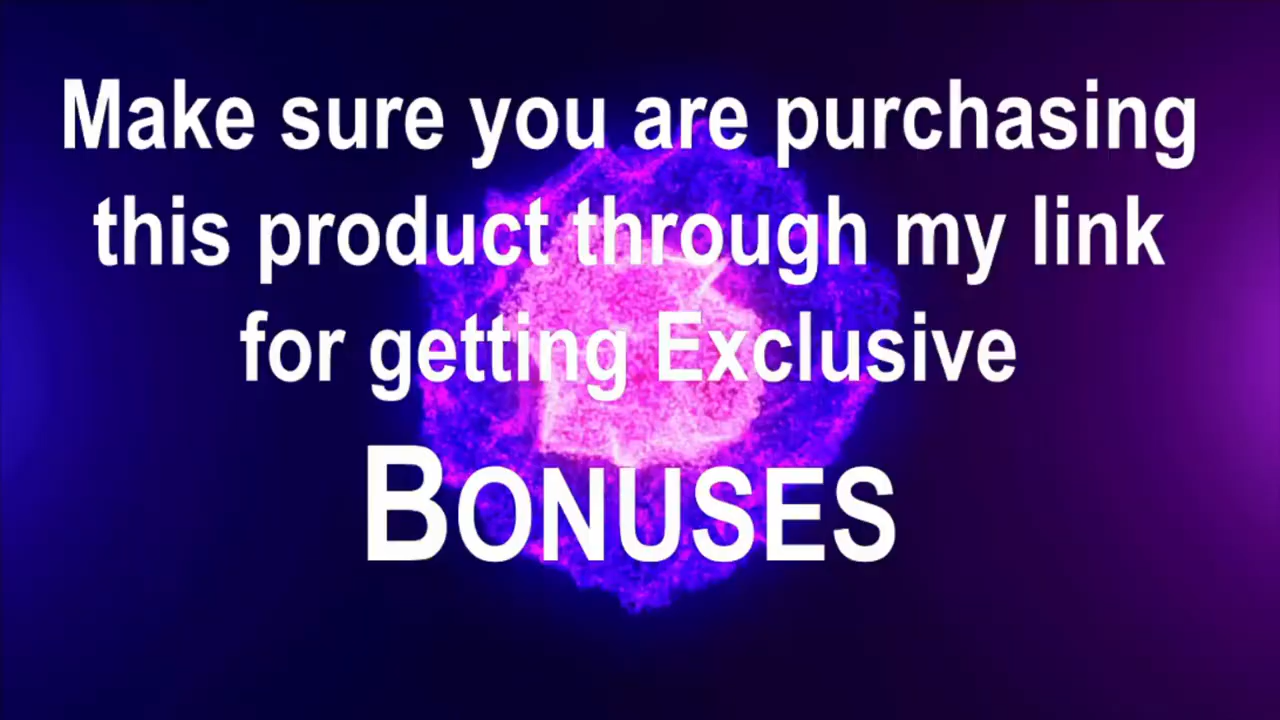 Make sure you are purchasing
this product through my link
for getting Exclusive
BONUSES